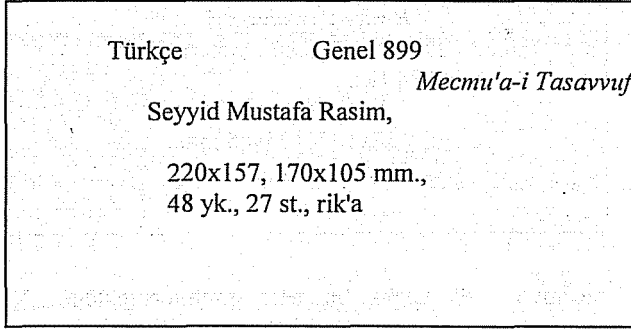 Türkçe Genel 899
Mecmu'a-i Tasavvuf
Seyyid Mustafa Rasim,
220x157, 170x105 mm.,
48 yk., 27 st., rik'a